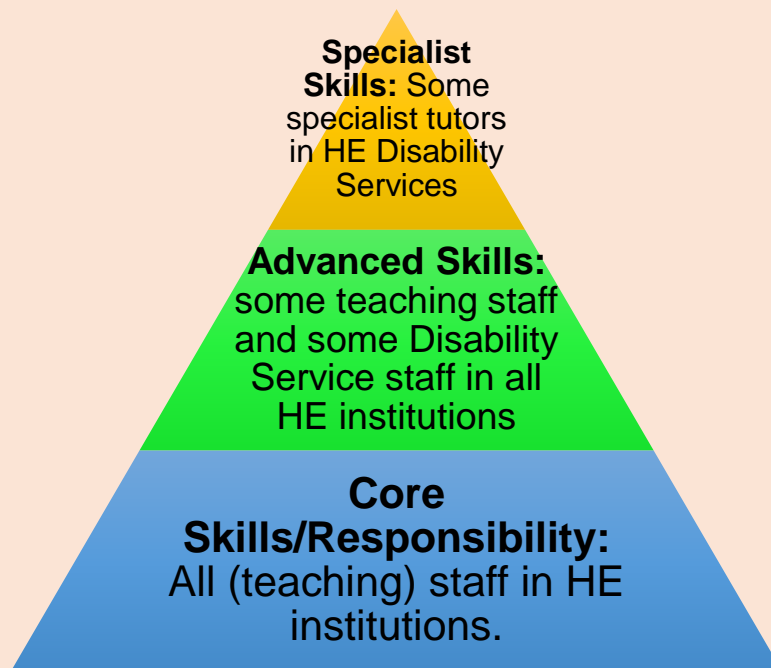 Specialist
Skills: Some
specialist tutors
in HE Disability
Services
Advanced Skills:
some teaching staff
and some Disability
Service staff in all
HE institutions
Core
Skills/Responsibility:
All (teaching) staff in HE
institutions.